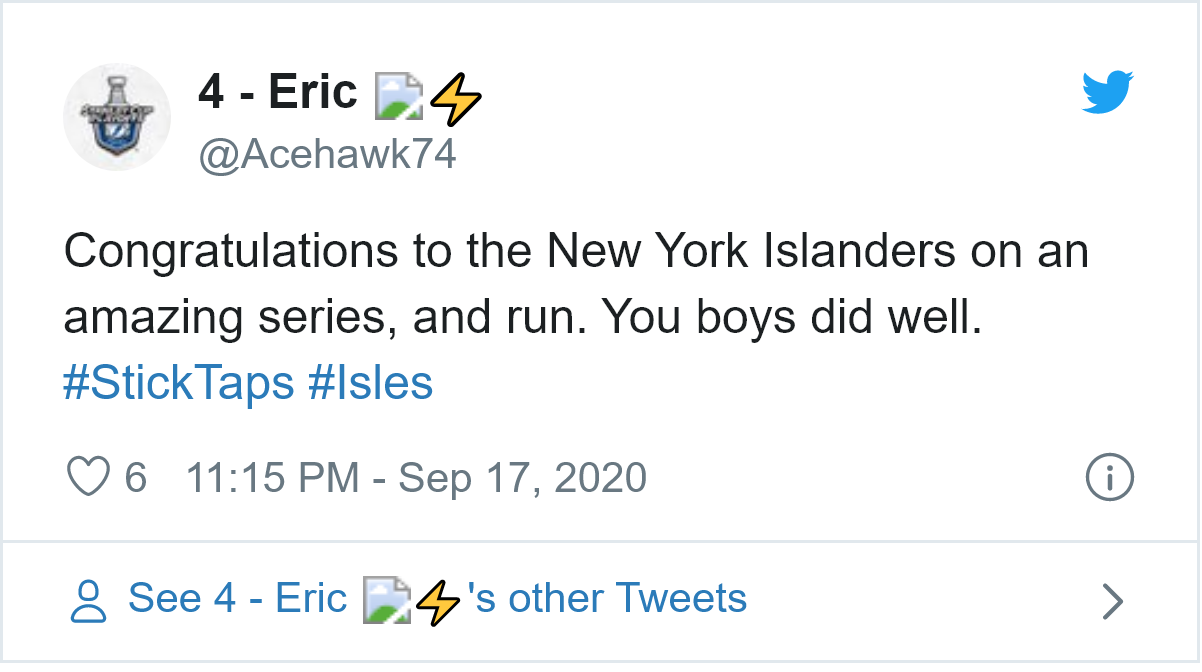 4 - Eric ⚡
@Acehawk74
Congratulations to the New York Islanders on an
amazing series, and run. You boys did well.
#StickTaps #Isles
6 11:15 PM - Sep 17, 2020
See 4 - Eric ⚡'s other Tweets